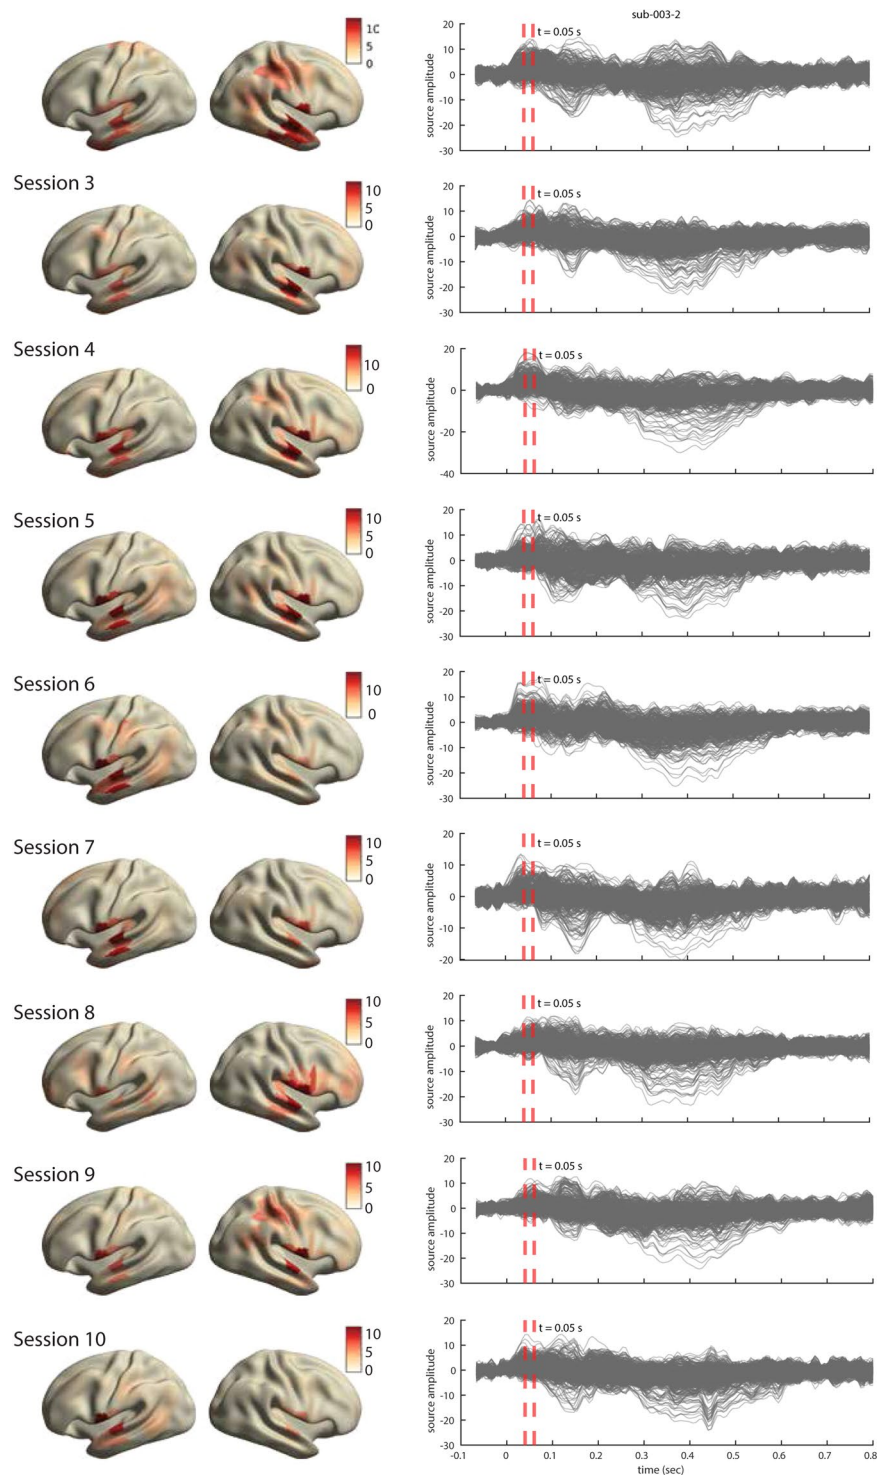 sub-003-2
1C
5
0
source amplitude
20
10
0
-10
-20
-30
t = 0.05 s
Session 3
10
5
0
source amplitude
20
10
0
-10
-20
-30
t = 0.05 s
Session 4
10
0
source amplitude
20
0
-20
-40
t = 0.05 s
Session 5
10
5
0
source amplitude
20
10
0
-10
-20
-30
t = 0.05 s
Session 6
10
0
source amplitude
20
10
0
-10
-20
-30
t = 0.05 s
Session 7
10
5
0
source amplitude
20
10
0
-10
-20
t = 0.05 s
Session 8
10
5
0
source amplitude
20
10
0
-10
-20
-30
t = 0.05 s
Session 9
10
5
0
source amplitude
20
10
0
-10
-20
-30
t = 0.05 s
Session 10
10
5
0
source amplitude
20
10
0
-10
-20
-30
t = 0.05 s
-0.1 0 0.1 0.2 0.3 0.4 0.5 0.6 0.7 0.8
time (sec)